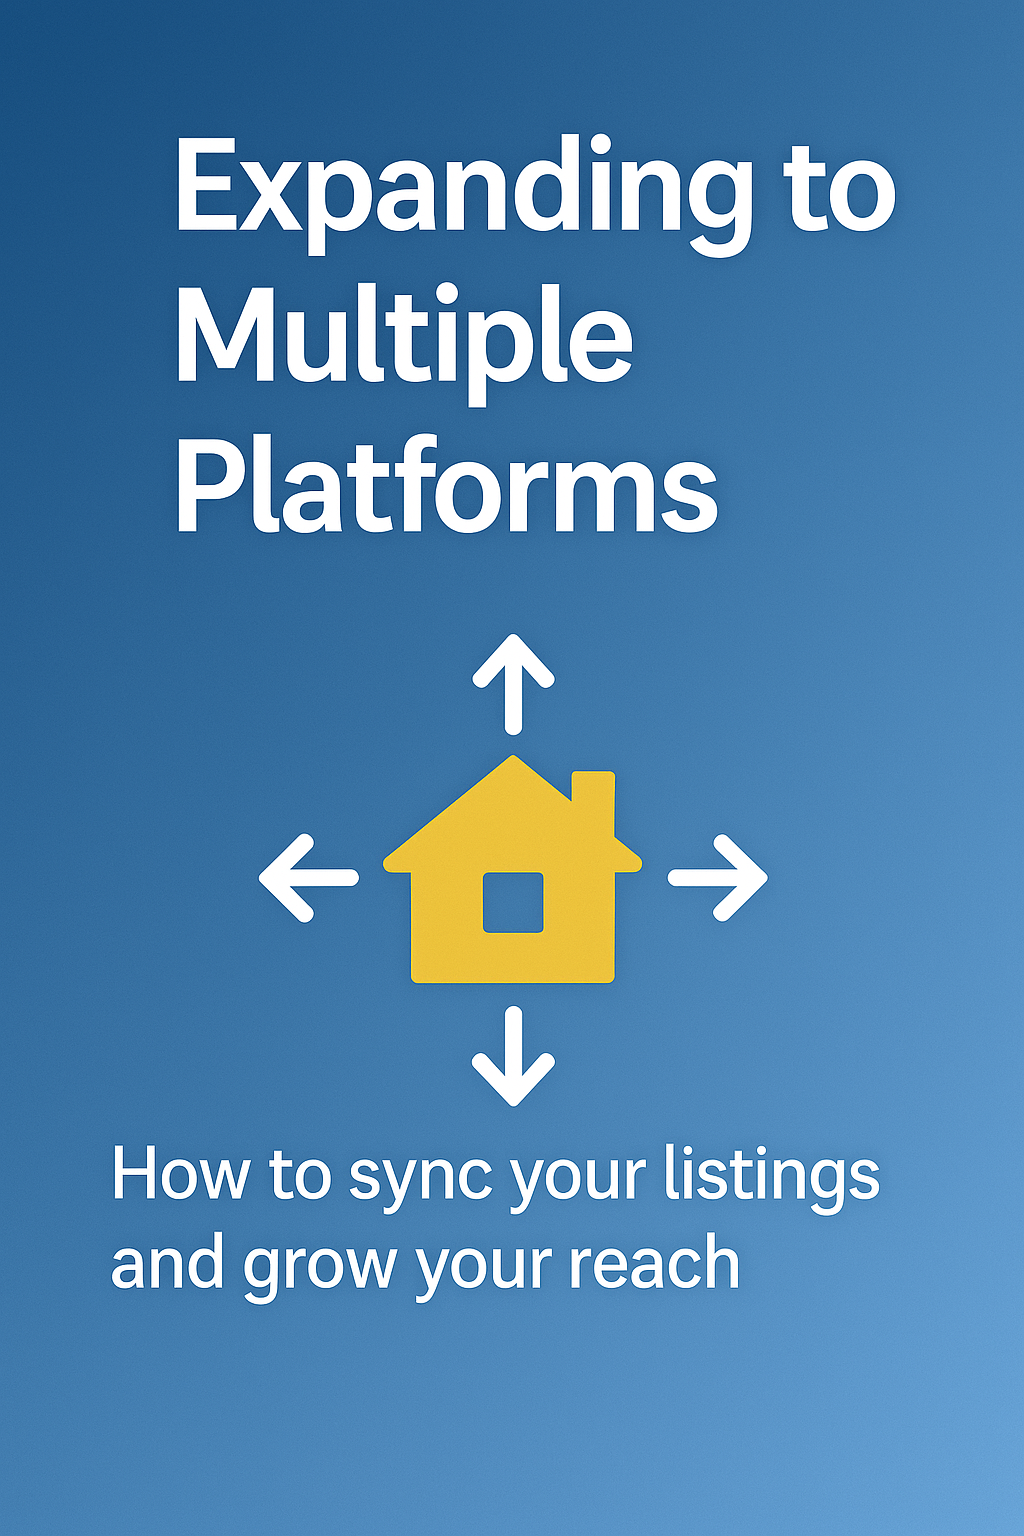 Expanding to
Multiple
Platforms
How to sync your listings
and grow your reach